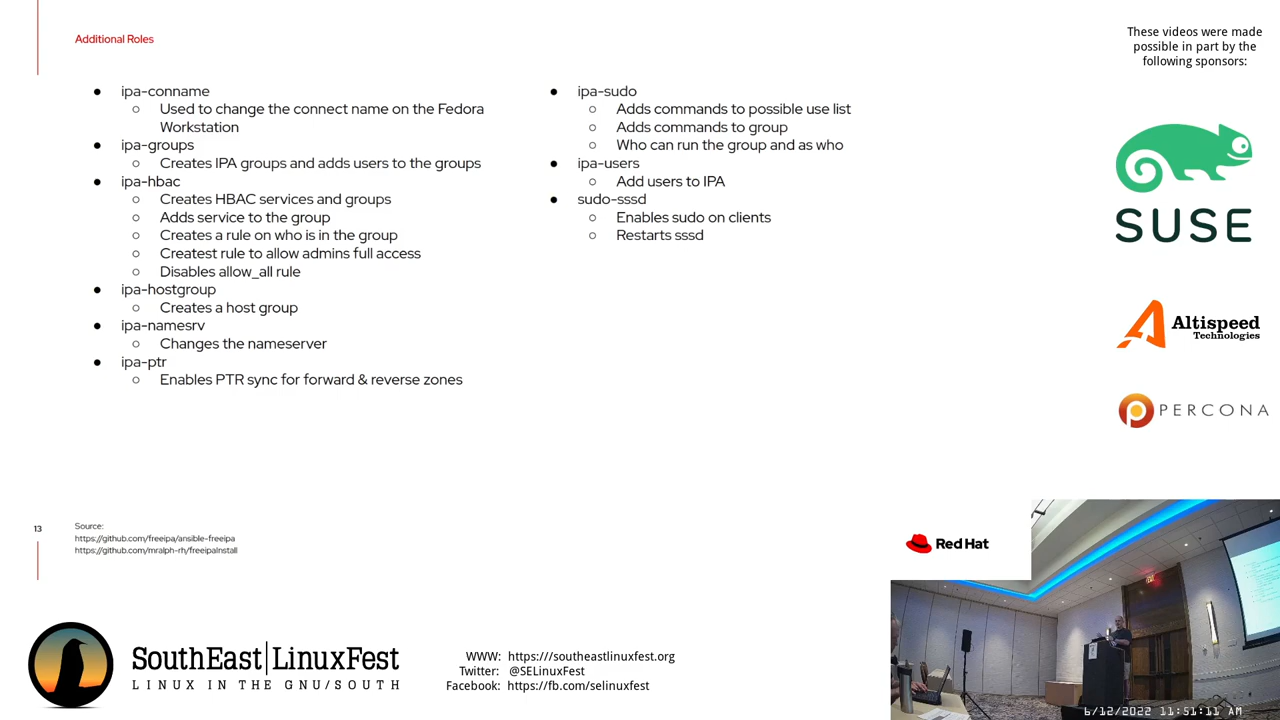 Additional Roles
ipa-conname
Used to change the connect name on the Fedora
Workstation
ipa-groups
Creates IPA groups and adds users to the groups
ipa-hbac
Creates HBAC services and groups
Adds service to the group
Creates a rule on who is in the group
Createst rule to allow admins full access
Disables allow_all rule
ipa-hostgroup
Creates a host group
ipa-namesrv
Changes the nameserver
ipa-ptr
Enables PTR sync for forward & reverse zones
ipa-sudo
Adds commands to possible use list
Adds commands to group
Who can run the group and as who
ipa-users
Add users to IPA
sudo-sssd
Enables sudo on clients
Restarts sssd
13
Source:
https://github.com/freeipa/ansible-freeipa
https://github.com/mralph-rh/freeipaInstall
Red Hat
These videos were made
possible in part by the
following sponsors:
SUSE
Altispeed
Technologies
PERCONA
SouthEast|LinuxFest
LINUX IN THE GNU/SOUTH
WWW: https:///southeastlinuxfest.org
Twitter: @SELinuxFest
Facebook: https://fb.com/selinuxfest
6/12/2022 11:51:11 AM